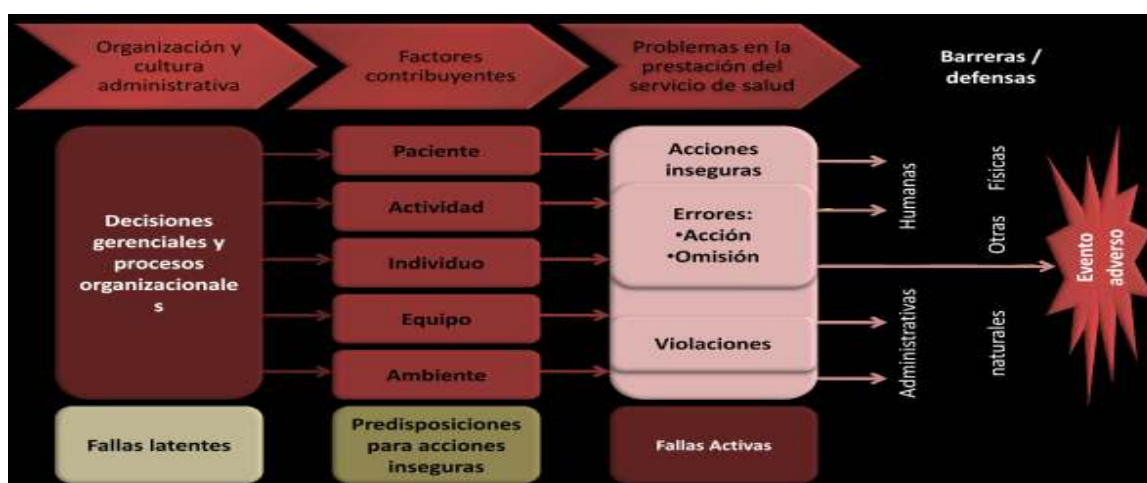 Organización y
cultura
administrativa
Factores
contribuyentes
Problemas en la
prestación del
servicio de salud
Barreras /
defensas
Decisiones
gerenciales y
procesos
organizacionale
s
Paciente
Actividad
Individuo
Equipo
Ambiente
Acciones
inseguras
Errores:
•Acción
•Omisión
Violaciones
Humanas
Administrativas
Físicas
Otras
naturales
Evento
adverso
Fallas latentes
Predisposiciones
para acciones
inseguras
Fallas Activas